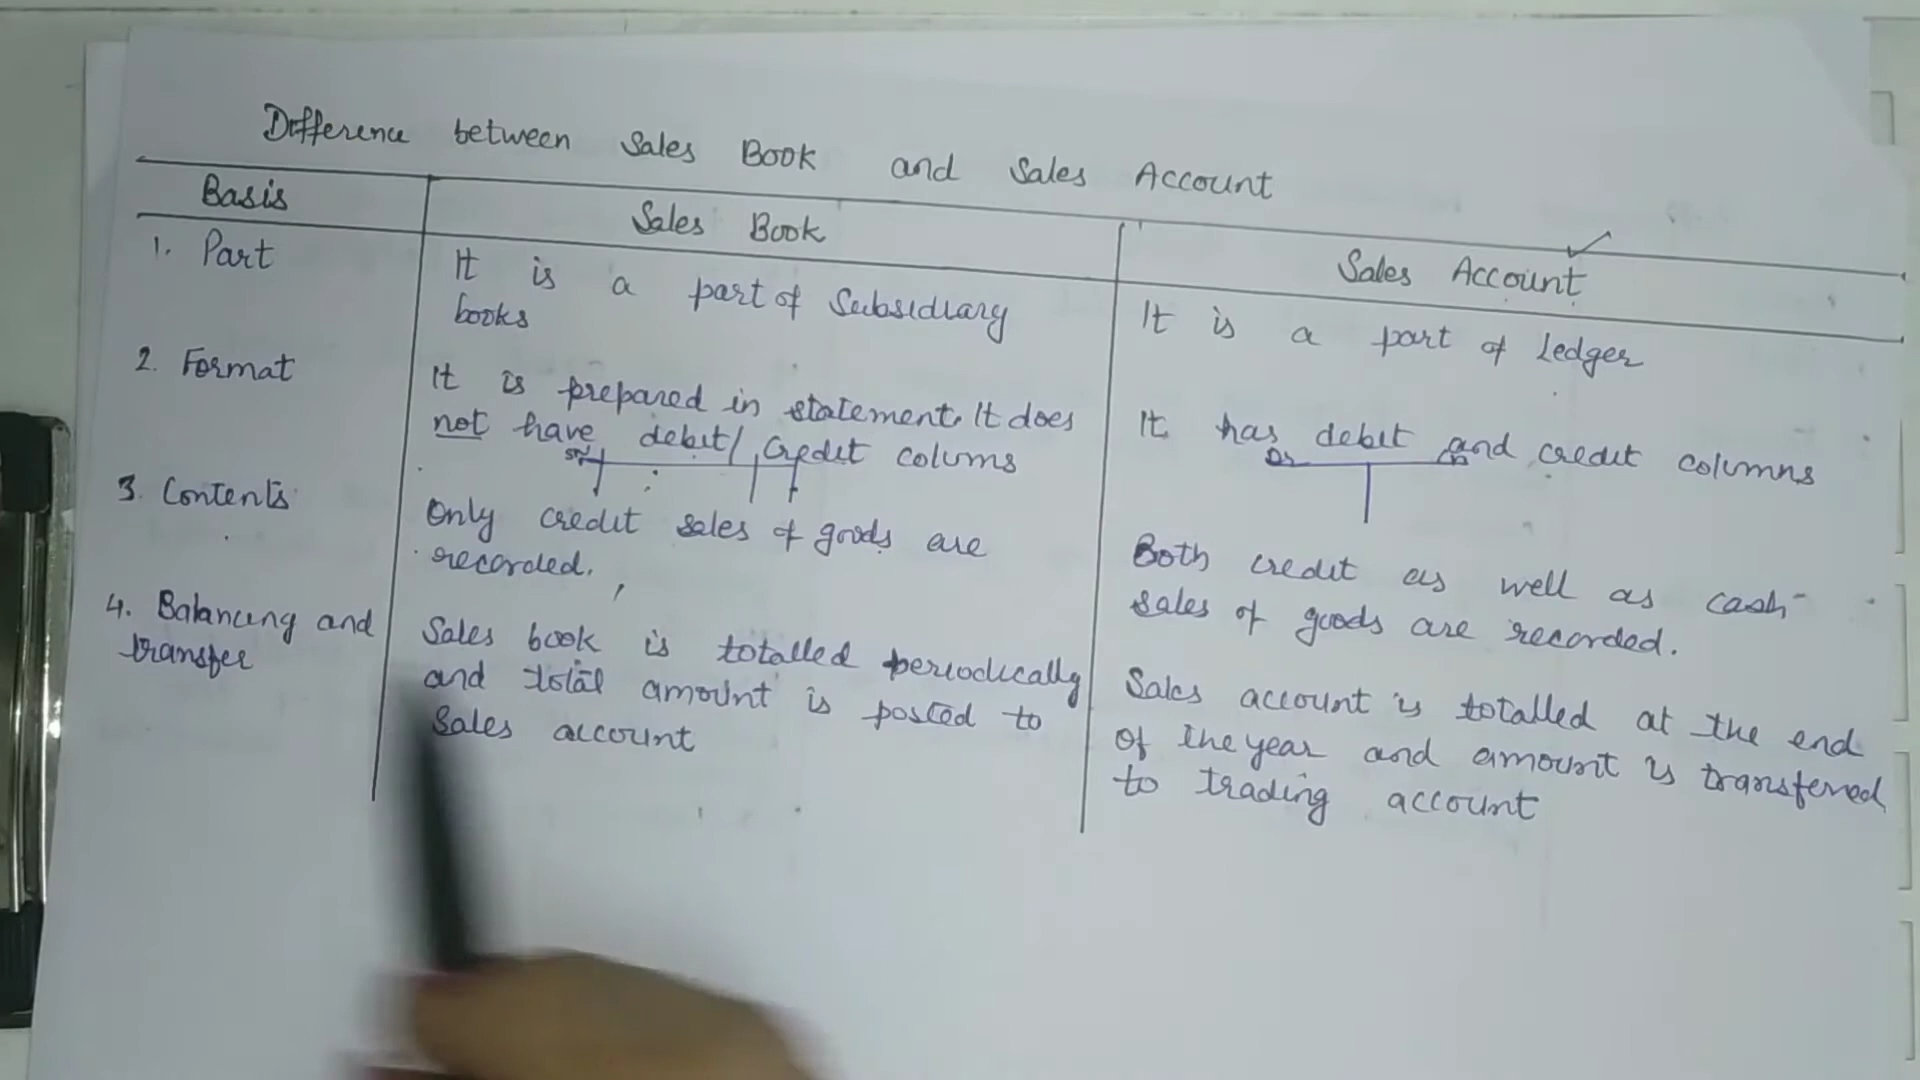 Difference between Sales Book and Sales Account
Basis
Sales Book
Sales Account
1. Part
It is a part of Subsidiary
books
It is a part of Ledger
2. Format
It is prepared in statement. It does
not have debit/credit colums
It has debit and credit columns
Dr
Cr
3. Contents
Only credit sales of goods are
recorded.
Both credit as well as cash
sales of goods are recorded.
4. Balancing and
transfer
Sales book is totalled periodically
and total amount is posted to
Sales account
Sales account is totalled at the end
of the year and amount is transferred
to trading account